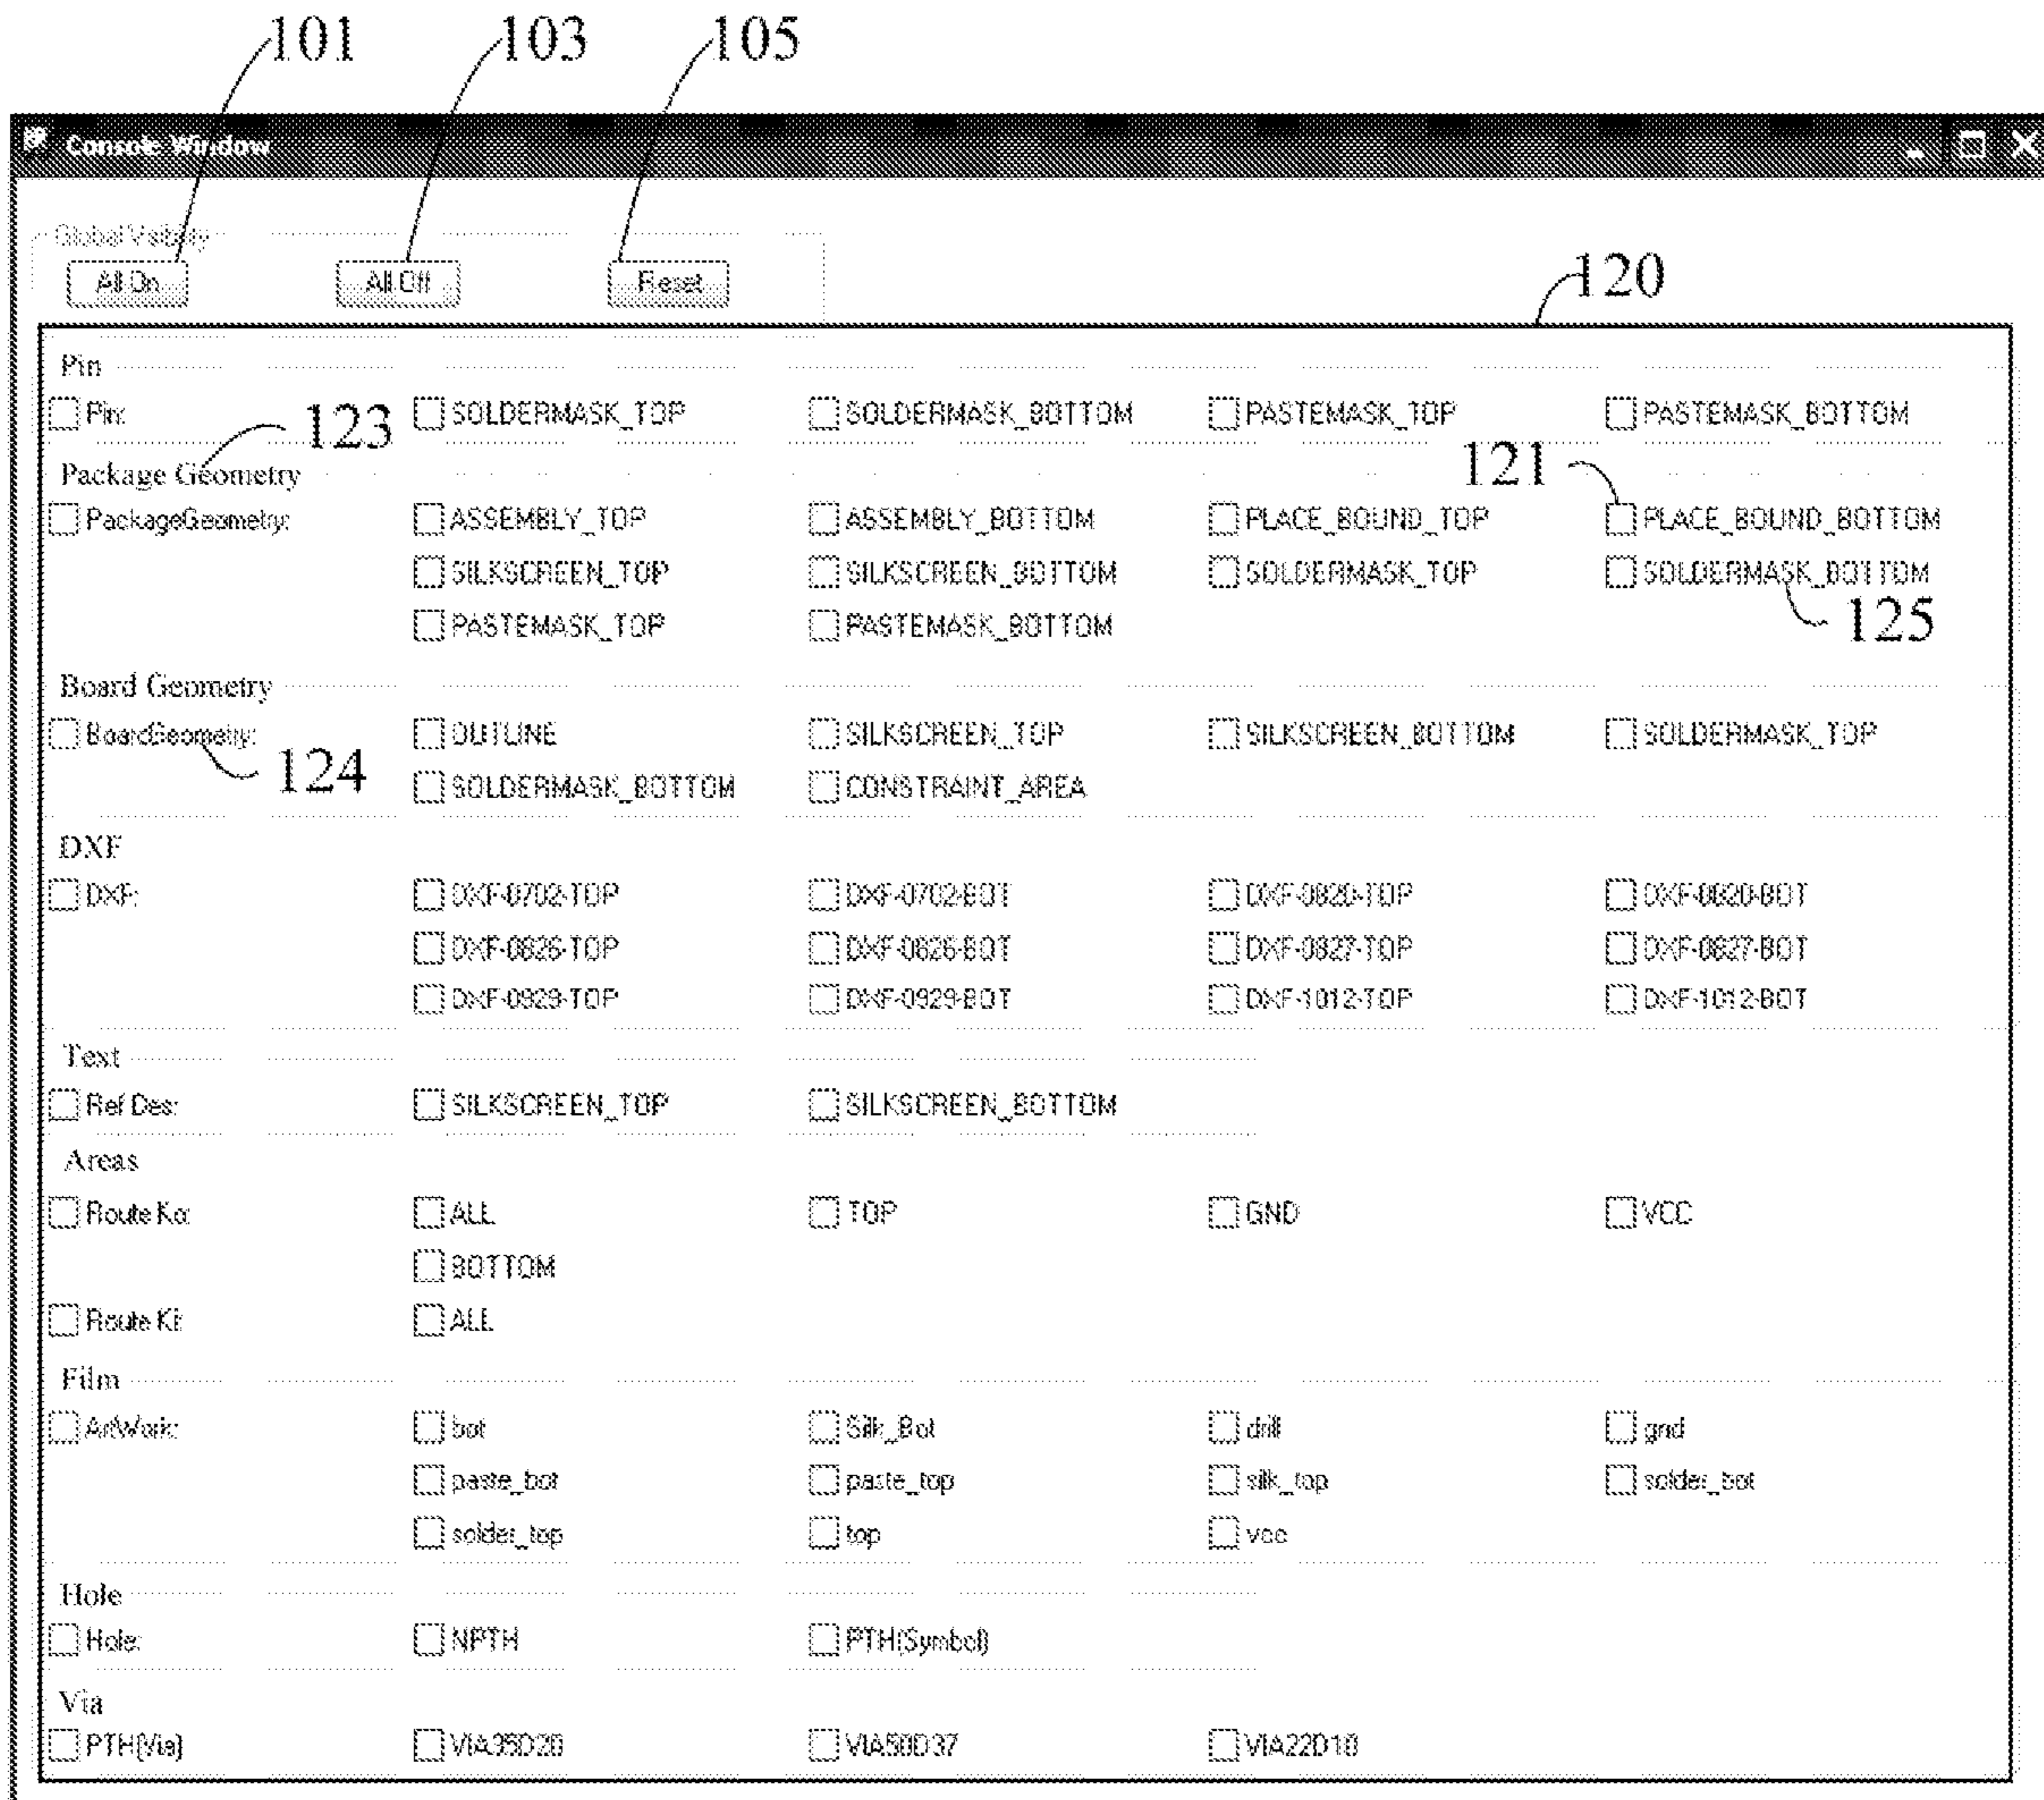 101 103 105
Console Window
Global Visibility
All On All Off Reset
120
Pin
Pin: SOLDERMASK_TOP SOLDERMASK_BOTTOM PASTEMASK_TOP PASTEMASK_BOTTOM
123
Package Geometry 121
PackageGeometry: ASSEMBLY_TOP ASSEMBLY_BOTTOM PLACE_BOUND_TOP PLACE_BOUND_BOTTOM
SILKSCREEN_TOP SILKSCREEN_BOTTOM SOLDERMASK_TOP SOLDERMASK_BOTTOM
PASTEMASK_TOP PASTEMASK_BOTTOM 125
Board Geometry
BoardGeometry: OUTLINE SILKSCREEN_TOP SILKSCREEN_BOTTOM SOLDERMASK_TOP
124 SOLDERMASK_BOTTOM CONSTRAINT_AREA
DXF
DXF: DXF-0702-TOP DXF-0702-BOT DXF-0820-TOP DXF-0820-BOT
DXF-0826-TOP DXF-0826-BOT DXF-0827-TOP DXF-0827-BOT
DXF-0929-TOP DXF-0929-BOT DXF-1012-TOP DXF-1012-BOT
Text
Ref Des: SILKSCREEN_TOP SILKSCREEN_BOTTOM
Areas
Route Ko: ALL TOP GND VCC
BOTTOM
Route Ki: ALL
Film
ArtWork: bot Silk_Bot drill gnd
paste_bot paste_top silk_top solder_bot
solder_top top vcc
Hole
Hole: NPTH PTH(Symbol)
Via
PTH(Via) VIA35D20 VIA50D37 VIA22D10